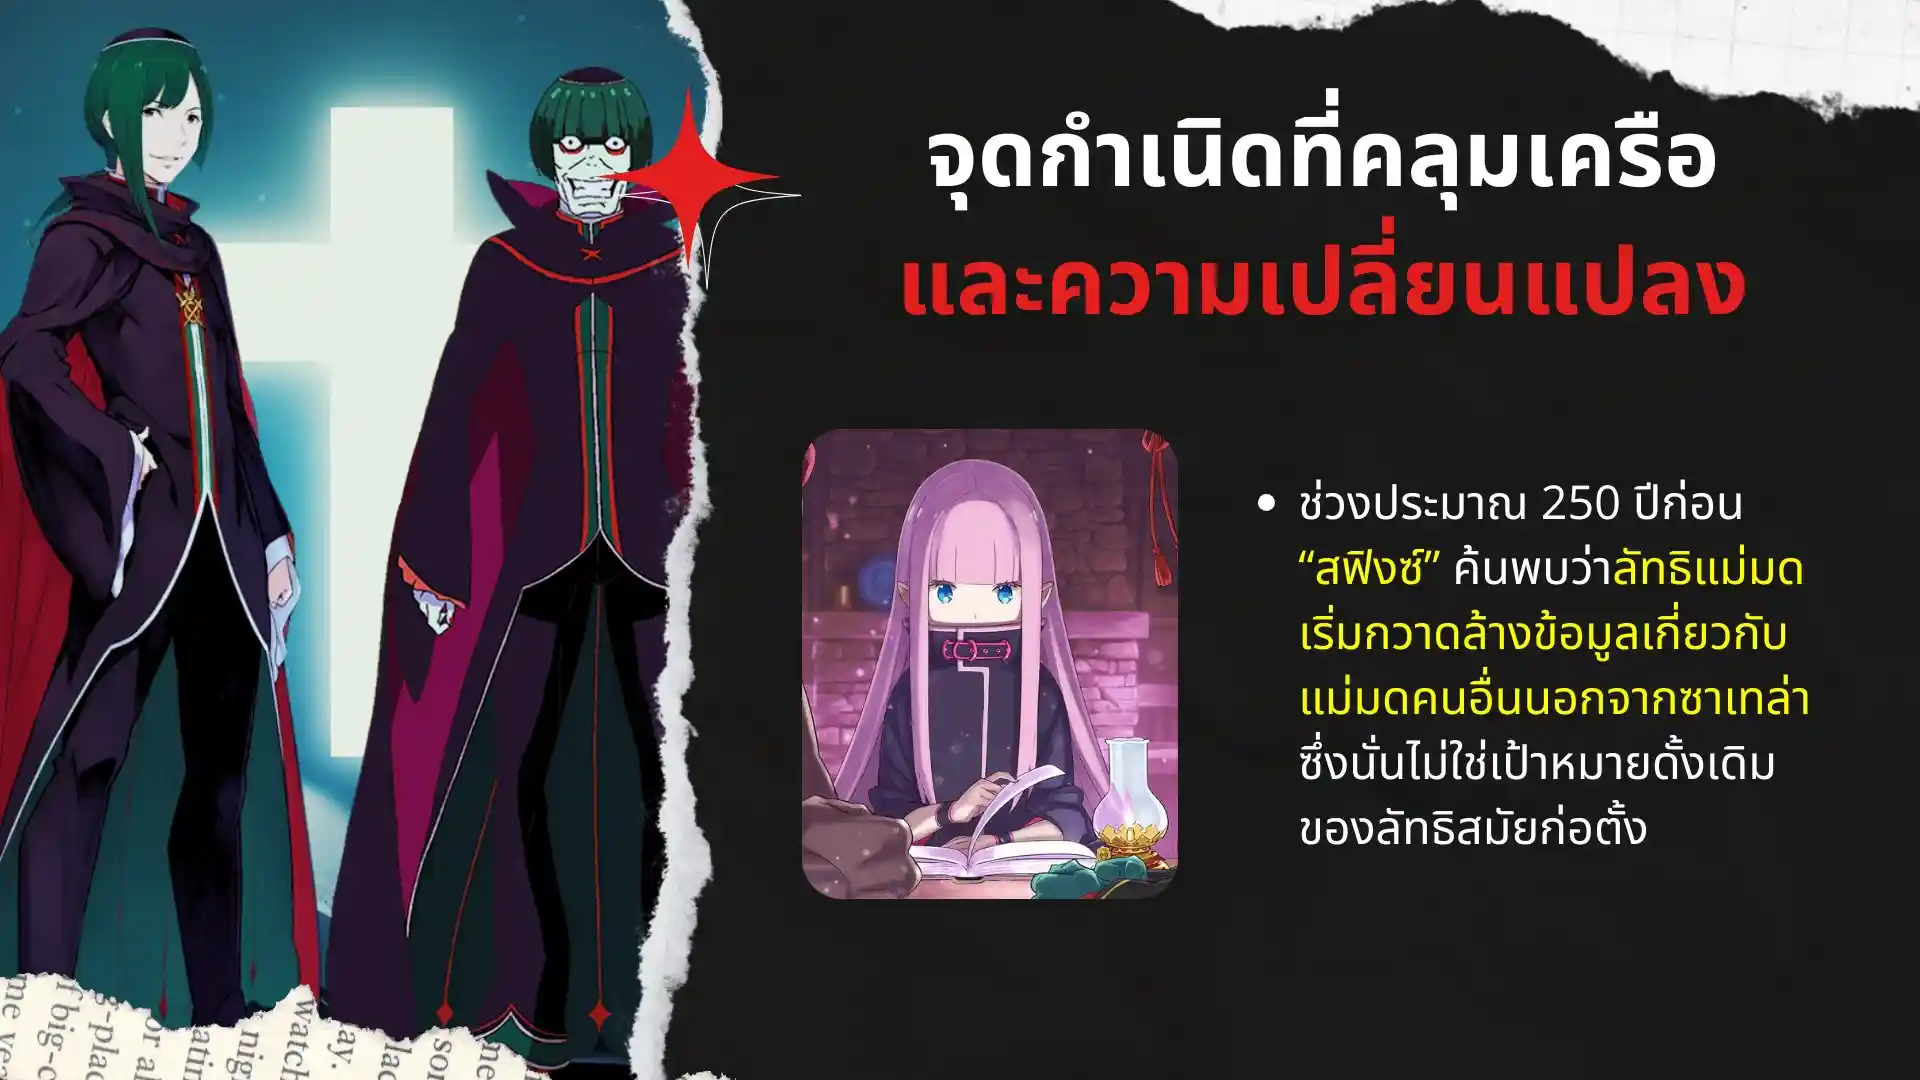 จุดกำเนิดที่คลุมเครือ
และความเปลี่ยนแปลง
• ช่วงประมาณ 250 ปีก่อน
“สฟิงซ์” ค้นพบว่าลัทธิแม่มด
เริ่มกวาดล้างข้อมูลเกี่ยวกับ
แม่มดคนอื่นนอกจากซาเทล่า
ซึ่งนั่นไม่ใช่เป้าหมายดั้งเดิม
ของลัทธิสมัยก่อตั้ง